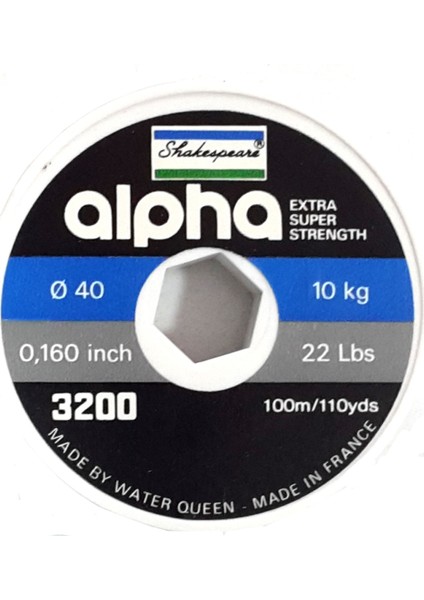 Shakespeare®
alpha
EXTRA
SUPER
STRENGTH
Ø 40
10 kg
0,160 inch
22 Lbs
3200
100m/110yds
MADE BY WATER QUEEN - MADE IN FRANCE